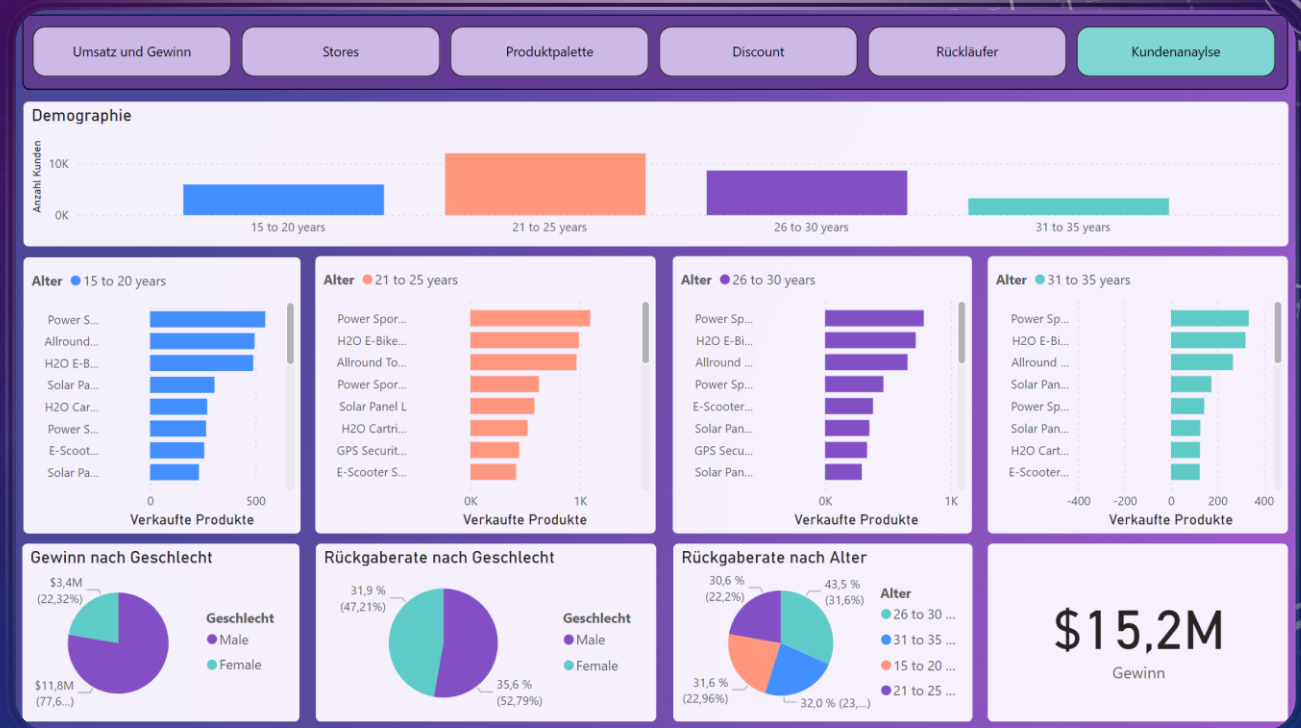 Umsatz und Gewinn
Stores
Produktpalette
Discount
Rückläufer
Kundenanaylse
Demographie
Anzahl Kunden
10K
0K
15 to 20 years
21 to 25 years
26 to 30 years
31 to 35 years
Alter 15 to 20 years
Power S...
Allround...
H2O E-B...
Solar Pa...
H2O Car...
Power S...
E-Scoot...
Solar Pa...
0 500
Verkaufte Produkte
Alter 21 to 25 years
Power Spor...
H2O E-Bike...
Allround To...
Power Spor...
Solar Panel L
H2O Cartri...
GPS Securit...
E-Scooter S...
0K 1K
Verkaufte Produkte
Alter 26 to 30 years
Power Sp...
H2O E-Bi...
Allround ...
Power Sp...
E-Scooter...
Solar Pan...
GPS Secu...
Solar Pan...
0K 1K
Verkaufte Produkte
Alter 31 to 35 years
Power Sp...
H2O E-Bi...
Allround ...
Solar Pan...
Power Sp...
Solar Pan...
H2O Cart...
E-Scooter...
-400 -200 0 200 400
Verkaufte Produkte
Gewinn nach Geschlecht
$3,4M
(22,32%)
$11,8M
(77,6...)
Geschlecht
Male
Female
Rückgaberate nach Geschlecht
31,9 %
(47,21%)
35,6 %
(52,79%)
Geschlecht
Male
Female
Rückgaberate nach Alter
30,6 %
(22,2%)
43,5 %
(31,6%)
31,6 %
(22,96%)
32,0 % (23,...)
Alter
26 to 30 ...
31 to 35 ...
15 to 20 ...
21 to 25 ...
$15,2M
Gewinn